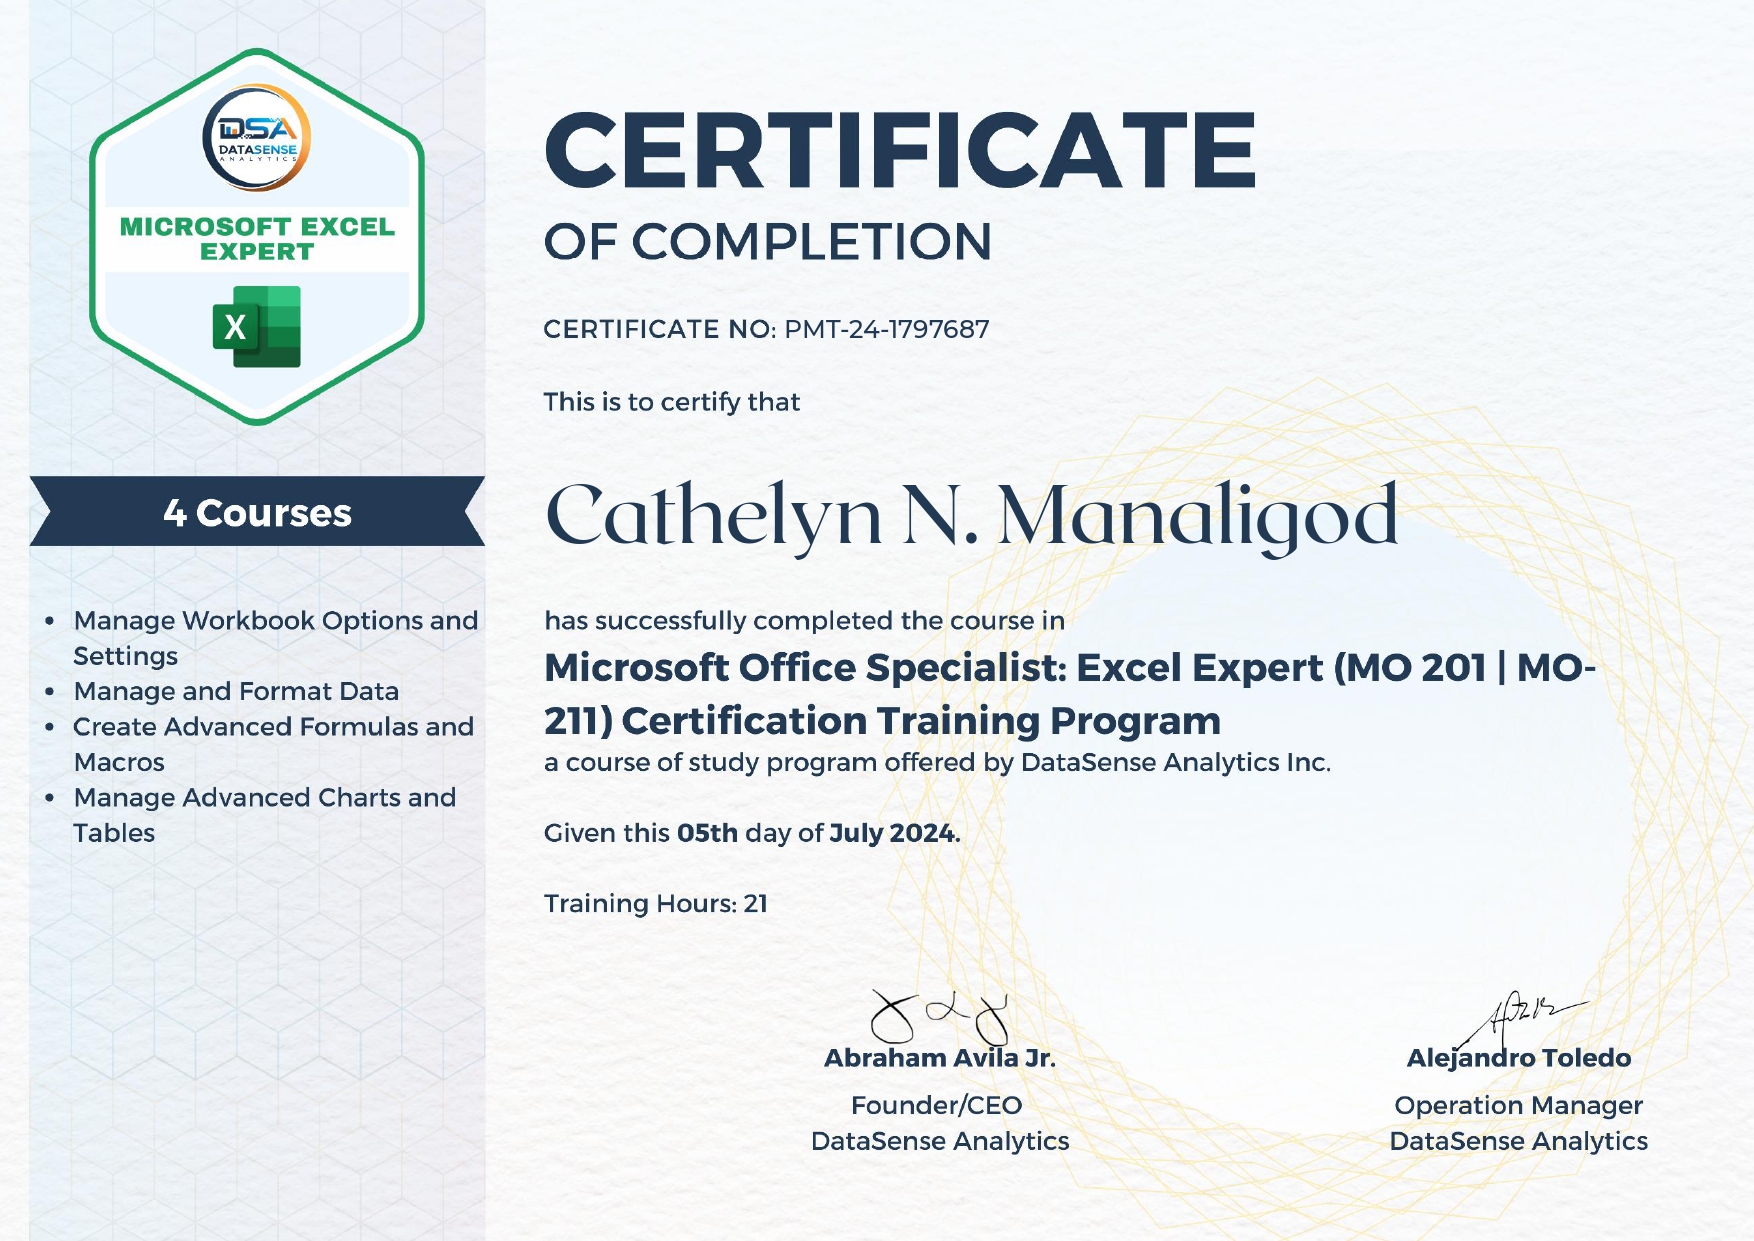 DSA
DATASENSE
ANALYTICS
MICROSOFT EXCEL
EXPERT
X
4 Courses
• Manage Workbook Options and
Settings
• Manage and Format Data
• Create Advanced Formulas and
Macros
• Manage Advanced Charts and
Tables
CERTIFICATE
OF COMPLETION
CERTIFICATE NO: PMT-24-1797687
This is to certify that
Cathelyn N. Manaligod
has successfully completed the course in
Microsoft Office Specialist: Excel Expert (MO 201 | MO-
211) Certification Training Program
a course of study program offered by DataSense Analytics Inc.
Given this 05th day of July 2024.
Training Hours: 21
Abraham Avila Jr.
Founder/CEO
DataSense Analytics
Alejandro Toledo
Operation Manager
DataSense Analytics